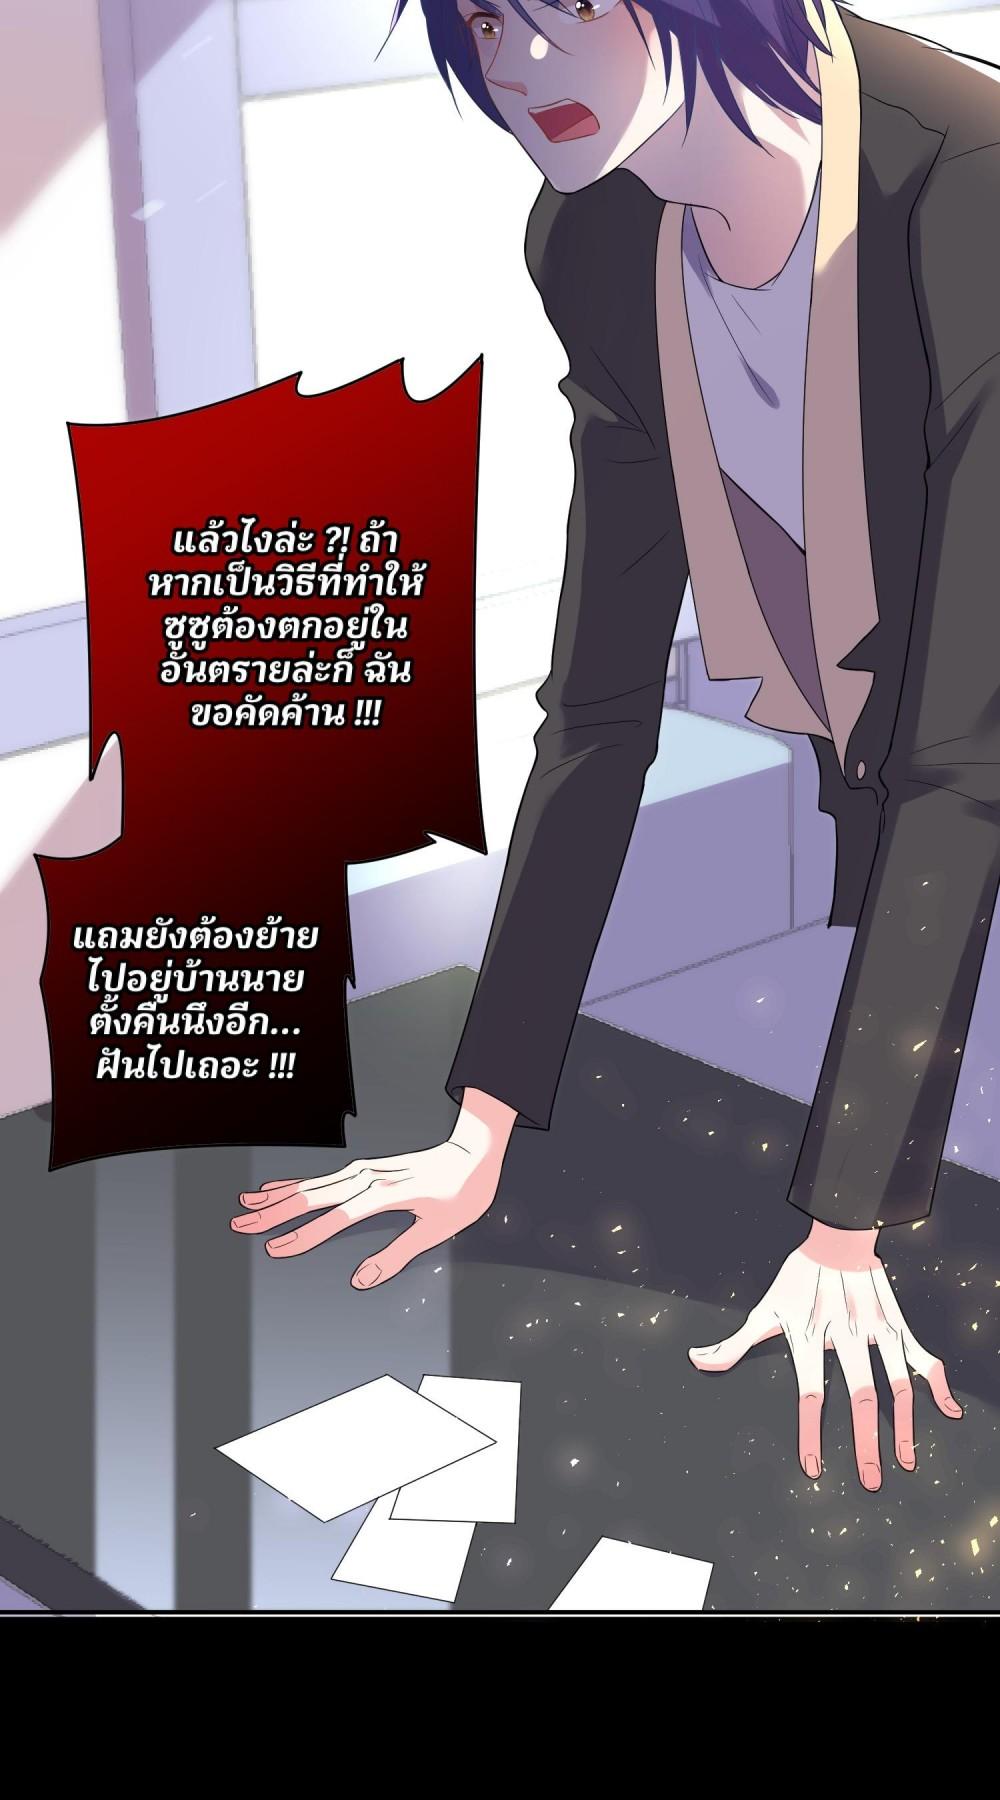 แล้วไงล่ะ ?! ถ้า
หากเป็นวิธีที่ทำให้
ซูซูต้องตกอยู่ใน
อันตรายล่ะก็ ฉัน
ขอคัดค้าน !!!
แถมยังต้องย้าย
ไปอยู่บ้านนาย
ตั้งคืนนึงอีก...
ฝันไปเถอะ !!!